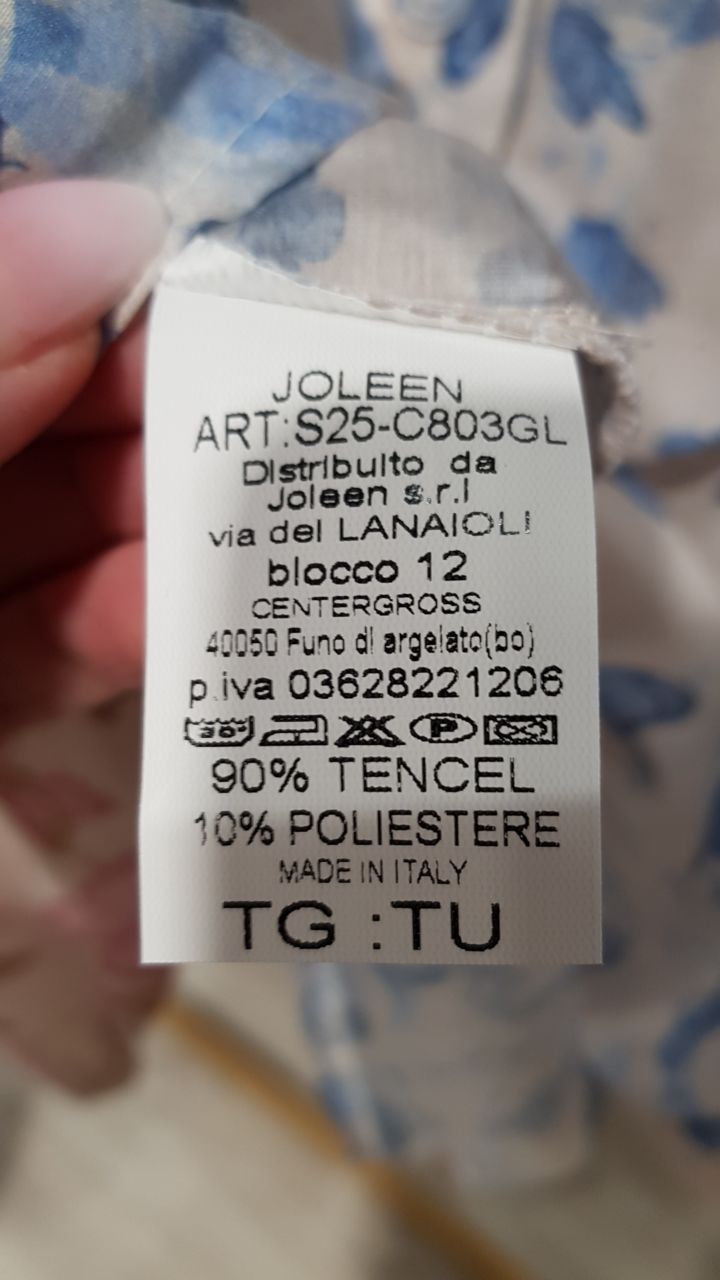 JOLEEN
ART:S25-C803GL
Distribuito da
Joleen s.r.l
via del LANAIOLI
blocco 12
CENTERGROSS
40050 Funo di argelato(bo)
p.iva 03628221206
30° P
90% TENCEL
10% POLIESTERE
MADE IN ITALY
TG :TU